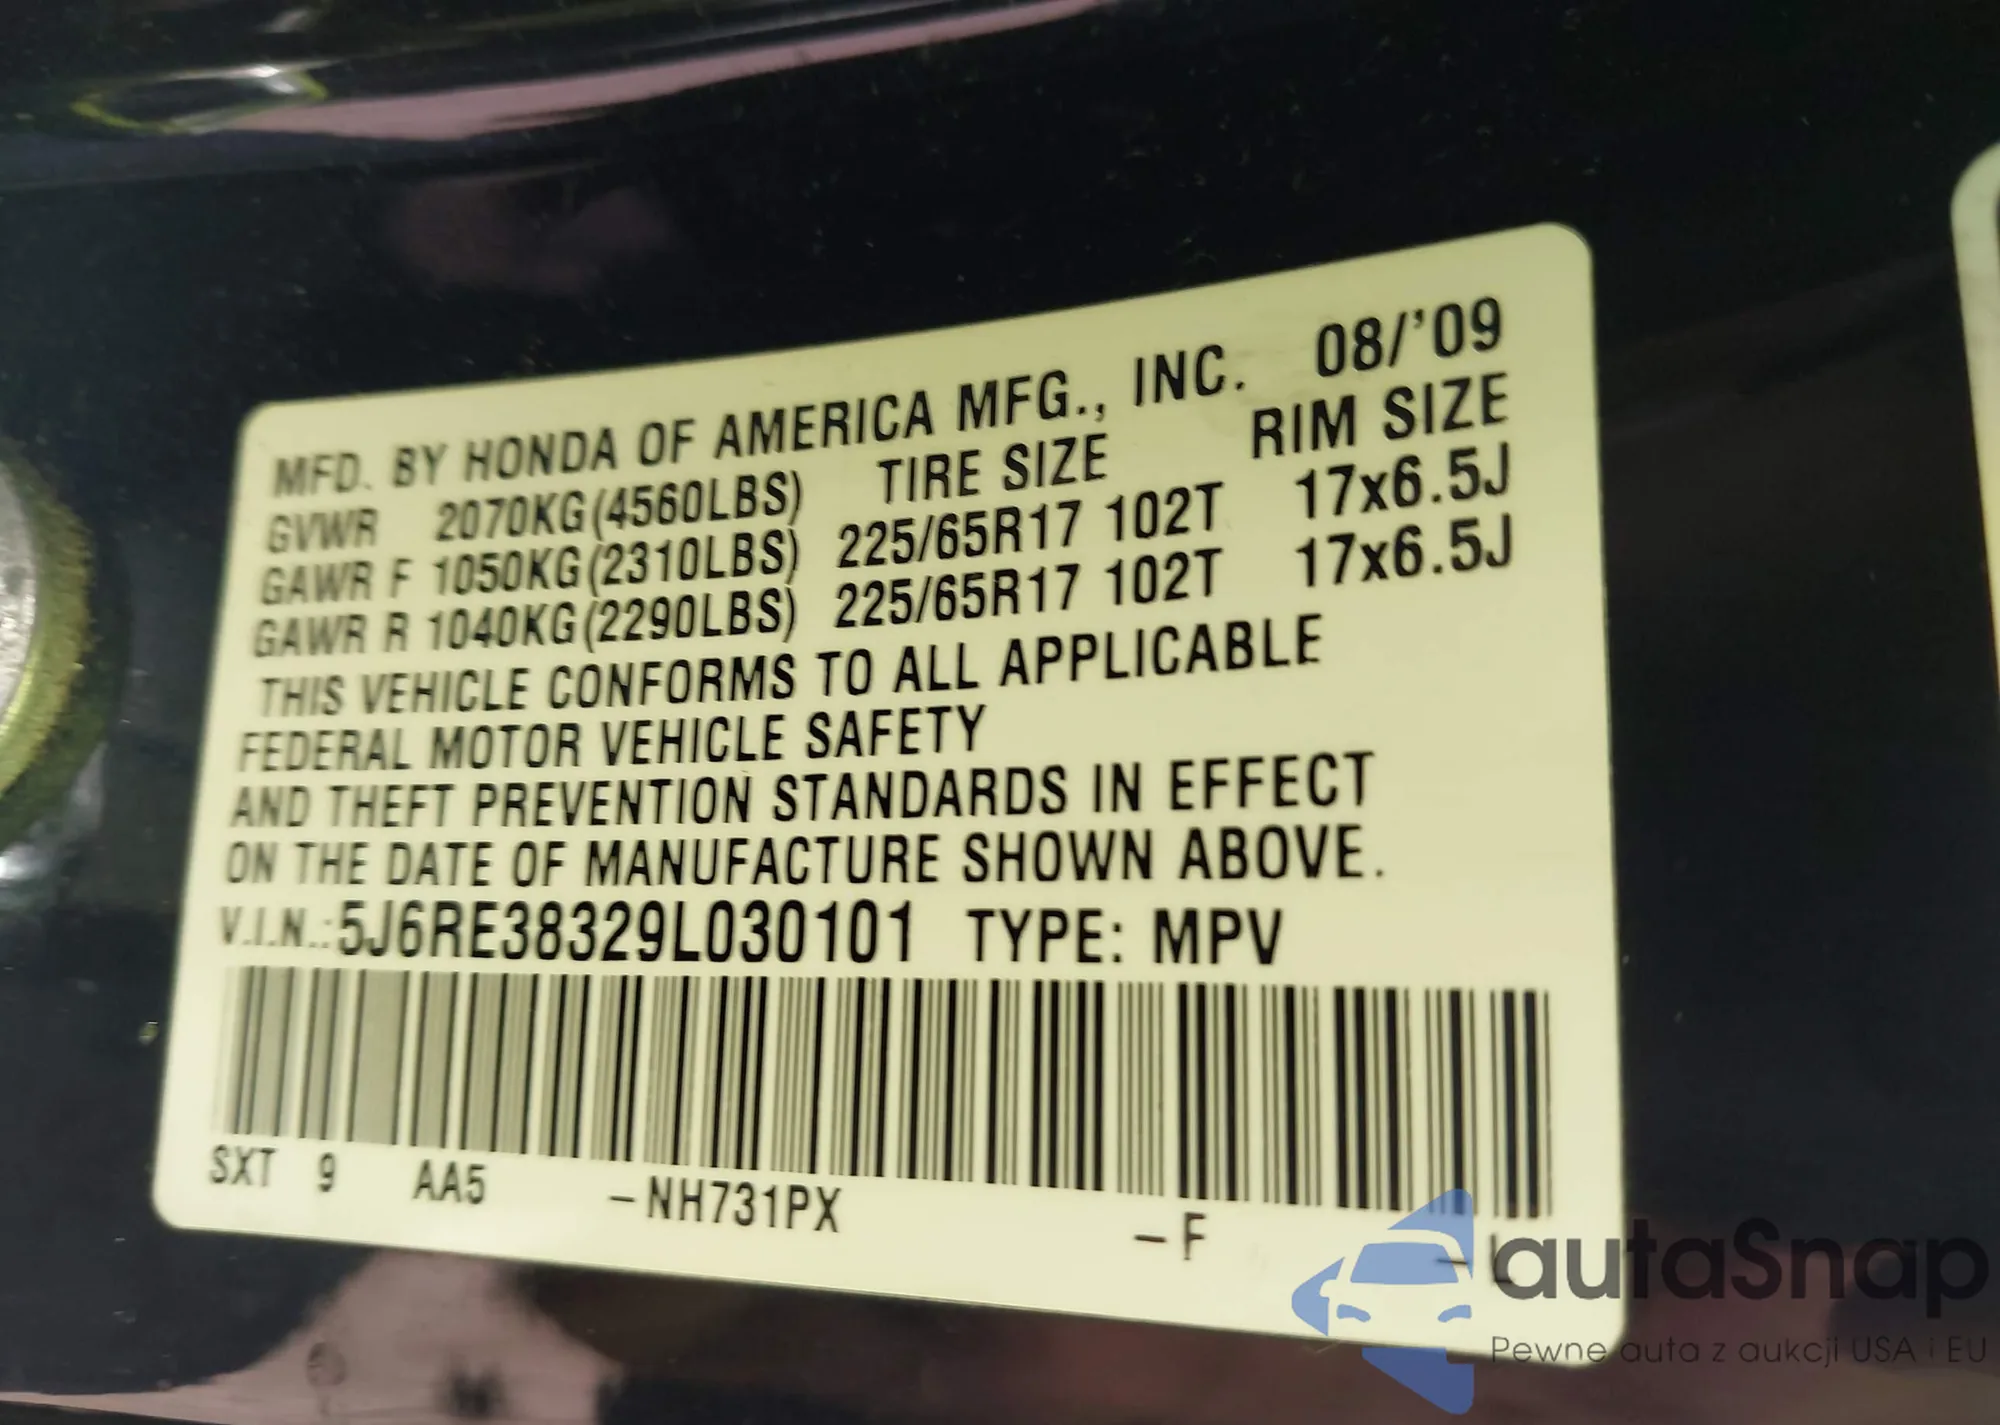 MFD. BY HONDA OF AMERICA MFG., INC. 08/'09
GVWR 2070KG(4560LBS) TIRE SIZE RIM SIZE
GAWR F 1050KG(2310LBS) 225/65R17 102T 17x6.5J
GAWR R 1040KG(2290LBS) 225/65R17 102T 17x6.5J
THIS VEHICLE CONFORMS TO ALL APPLICABLE
FEDERAL MOTOR VEHICLE SAFETY
AND THEFT PREVENTION STANDARDS IN EFFECT
ON THE DATE OF MANUFACTURE SHOWN ABOVE.
V.I.N.:5J6RE38329L030101 TYPE: MPV
SXT 9 AA5 –NH731PX –F –L
autaSnap
Pewne auta z aukcji USA i EU